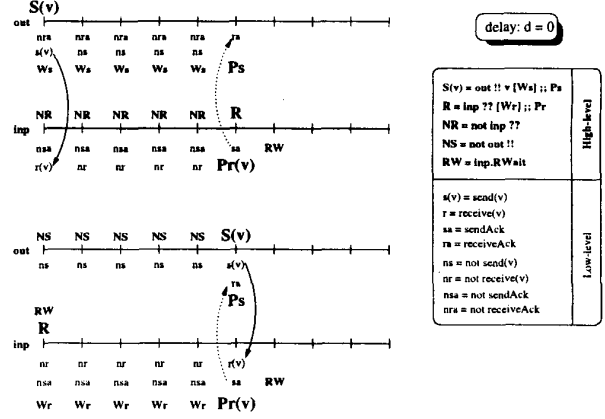 S(v)
out
nra nra nra nra nra ra
s(v) ns ns ns ns
Ws Ws Ws Ws Ws Ps
NR NR NR NR NR R
inp
nsa nsa nsa nsa nsa sa RW
r(v) nr nr nr nr Pr(v)
NS NS NS NS NS S(v)
out
ns ns ns ns ns s(v)
ra
Ps
RW
R
inp
nr nr nr nr nr r(v)
nsa nsa nsa nsa nsa sa RW
Wr Wr Wr Wr Wr Pr(v)
delay: d = 0
S(v) = out !! v [Ws] ;; Ps
R = inp ?? [Wr] ;; Pr
NR = not inp ??
NS = not out !!
RW = inp.RWait
High-level
s(v) = send(v)
r = receive(v)
sa = sendAck
ra = receiveAck
ns = not send(v)
nr = not receive(v)
nsa = not sendAck
nra = not receiveAck
Low-level